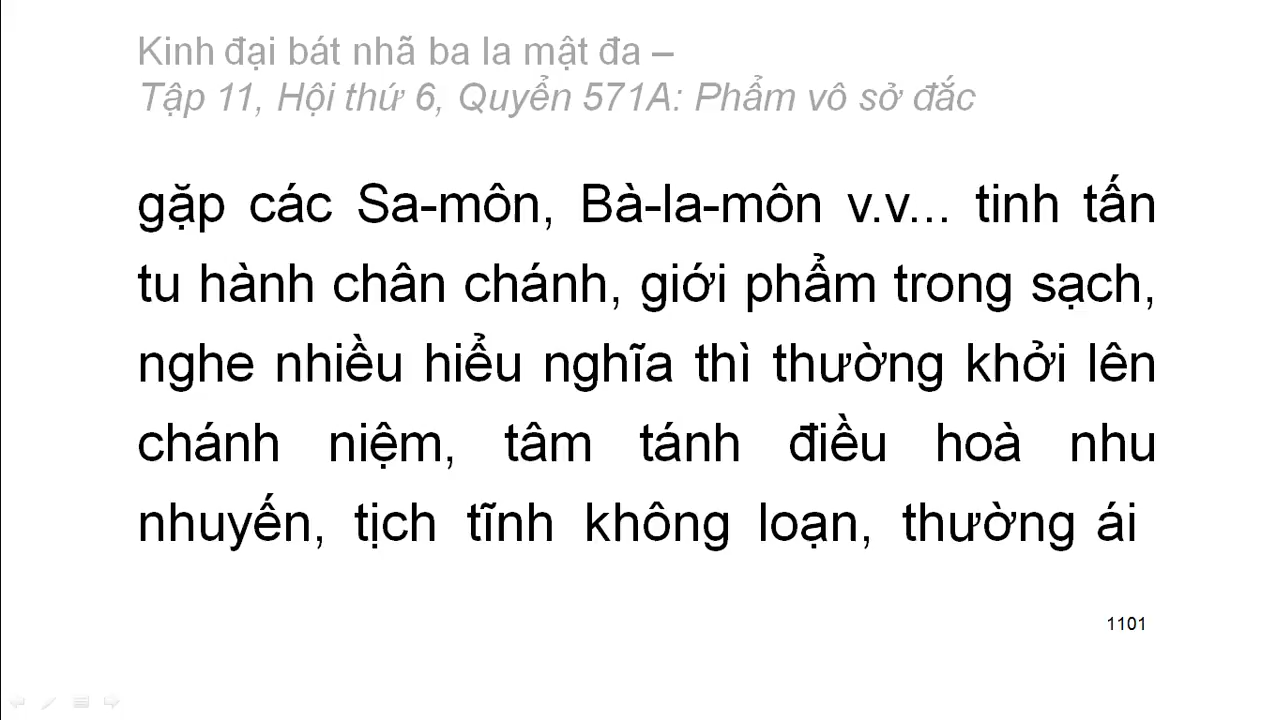 Kinh đại bát nhã ba la mật đa –
Tập 11, Hội thứ 6, Quyển 571A: Phẩm vô sở đắc
gặp các Sa-môn, Bà-la-môn v.v... tinh tấn
tu hành chân chánh, giới phẩm trong sạch,
nghe nhiều hiểu nghĩa thì thường khởi lên
chánh niệm, tâm tánh điều hoà nhu
nhuyến, tịch tĩnh không loạn, thường ái
1101